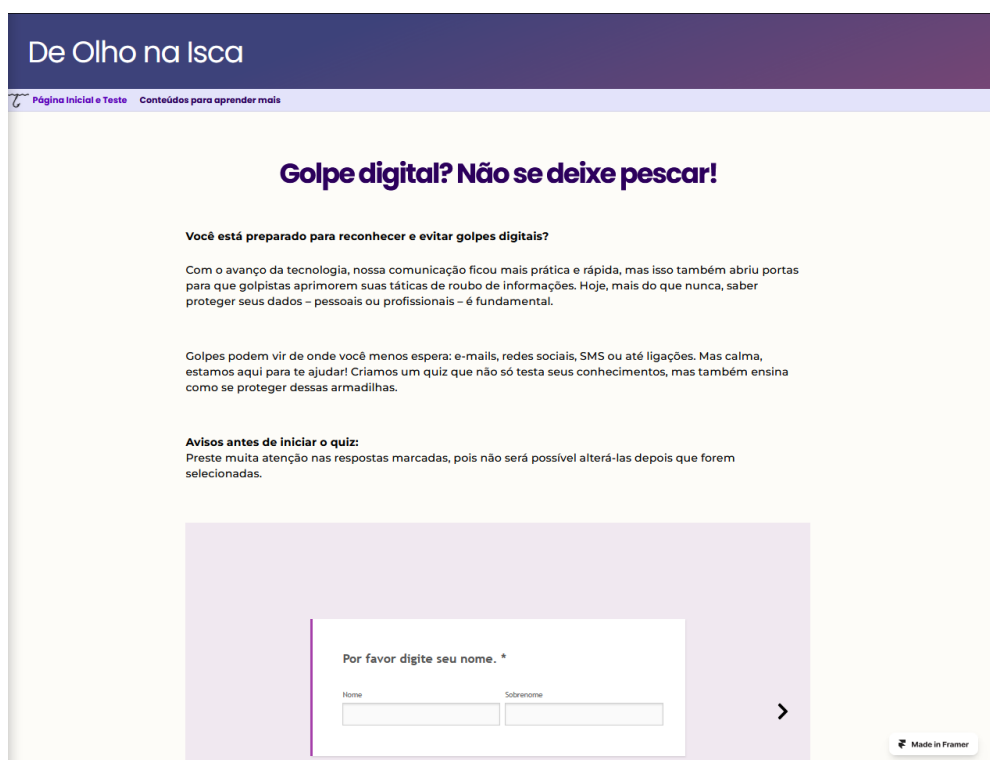 De Olho na Isca
Página Inicial e Teste Conteúdos para aprender mais
Golpe digital? Não se deixe pescar!
Você está preparado para reconhecer e evitar golpes digitais?
Com o avanço da tecnologia, nossa comunicação ficou mais prática e rápida, mas isso também abriu portas
para que golpistas aprimorem suas táticas de roubo de informações. Hoje, mais do que nunca, saber
proteger seus dados – pessoais ou profissionais – é fundamental.
Golpes podem vir de onde você menos espera: e-mails, redes sociais, SMS ou até ligações. Mas calma,
estamos aqui para te ajudar! Criamos um quiz que não só testa seus conhecimentos, mas também ensina
como se proteger dessas armadilhas.
Avisos antes de iniciar o quiz:
Preste muita atenção nas respostas marcadas, pois não será possível alterá-las depois que forem
selecionadas.
Por favor digite seu nome. *
Nome Sobrenome
Made in Framer